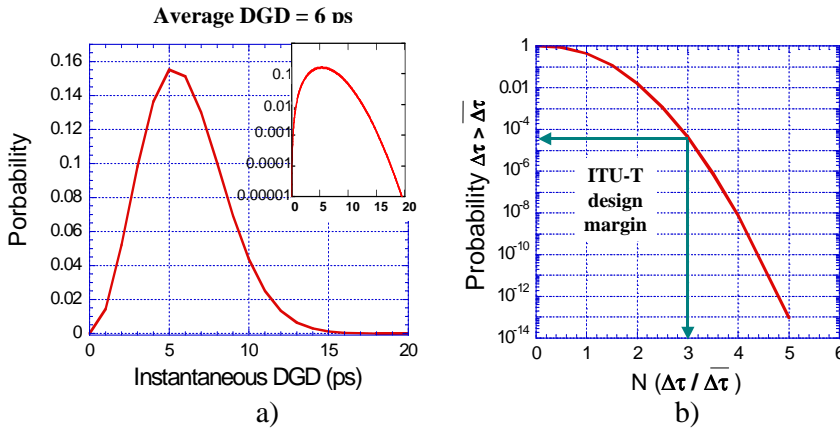 Average DGD = 6 ps
0.16
0.14
0.12
0.1
0.08
0.06
0.04
0.02
0
0 5 10 15 20
Porbability
Instantaneous DGD (ps)
0.1
0.01
0.001
0.0001
0.00001
0 5 10 15 20
a)
1
0.01
10-4
10-6
10-8
10-10
10-12
10-14
0 1 2 3 4 5 6
Probability Δτ > Δτ̅
ITU-T
design
margin
N (Δτ / Δτ̅ )
b)